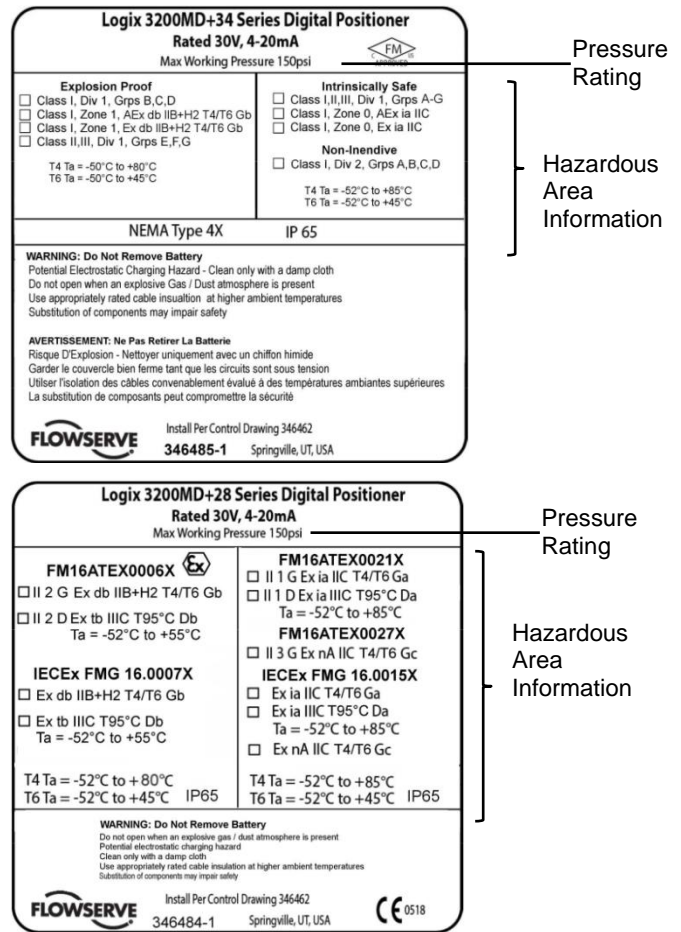 Logix 3200MD+34 Series Digital Positioner
Rated 30V, 4-20mA
Max Working Pressure 150psi
C FM US
APPROVED
Pressure
Rating
Explosion Proof
☐ Class I, Div 1, Grps B,C,D
☐ Class I, Zone 1, AEx db IIB+H2 T4/T6 Gb
☐ Class I, Zone 1, Ex db IIB+H2 T4/T6 Gb
☐ Class II,III, Div 1, Grps E,F,G
T4 Ta = -50°C to +80°C
T6 Ta = -50°C to +45°C
Intrinsically Safe
☐ Class I,II,III, Div 1, Grps A-G
☐ Class I, Zone 0, AEx ia IIC
☐ Class I, Zone 0, Ex ia IIC
Non-Inendive
☐ Class I, Div 2, Grps A,B,C,D
T4 Ta = -52°C to +85°C
T6 Ta = -52°C to +45°C
Hazardous
Area
Information
NEMA Type 4X IP 65
WARNING: Do Not Remove Battery
Potential Electrostatic Charging Hazard - Clean only with a damp cloth
Do not open when an explosive Gas / Dust atmosphere is present
Use appropriately rated cable insualtion at higher ambient temperatures
Substitution of components may impair safety
AVERTISSEMENT: Ne Pas Retirer La Batterie
Risque D'Explosion - Nettoyer uniquement avec un chiffon himide
Garder le couvercle bien ferme tant que les circuits sont sous tension
Utilser l'isolation des câbles convenablement évalué à des températures ambiantes supérieures
La substitution de composants peut compromettre la sécurité
FLOWSERVE
Install Per Control Drawing 346462
346485-1 Springville, UT, USA
Logix 3200MD+28 Series Digital Positioner
Rated 30V, 4-20mA
Max Working Pressure 150psi
Pressure
Rating
FM16ATEX0006X Ex
☐ II 2 G Ex db IIB+H2 T4/T6 Gb
☐ II 2 D Ex tb IIIC T95°C Db
Ta = -52°C to +55°C
IECEx FMG 16.0007X
☐ Ex db IIB+H2 T4/T6 Gb
☐ Ex tb IIIC T95°C Db
Ta = -52°C to +55°C
T4 Ta = -52°C to +80°C
T6 Ta = -52°C to +45°C IP65
FM16ATEX0021X
☐ II 1 G Ex ia IIC T4/T6 Ga
☐ II 1 D Ex ia IIIC T95°C Da
Ta = -52°C to +85°C
FM16ATEX0027X
☐ II 3 G Ex nA IIC T4/T6 Gc
IECEx FMG 16.0015X
☐ Ex ia IIC T4/T6 Ga
☐ Ex ia IIIC T95°C Da
Ta = -52°C to +85°C
☐ Ex nA IIC T4/T6 Gc
T4 Ta = -52°C to +85°C
T6 Ta = -52°C to +45°C IP65
Hazardous
Area
Information
WARNING: Do Not Remove Battery
Do not open when an explosive gas / dust atmosphere is present
Potential electrostatic charging hazard
Clean only with a damp cloth
Use appropriately rated cable insulation at higher ambient temperatures
Substitution of components may impair safety
FLOWSERVE
Install Per Control Drawing 346462
346484-1 Springville, UT, USA
CE 0518